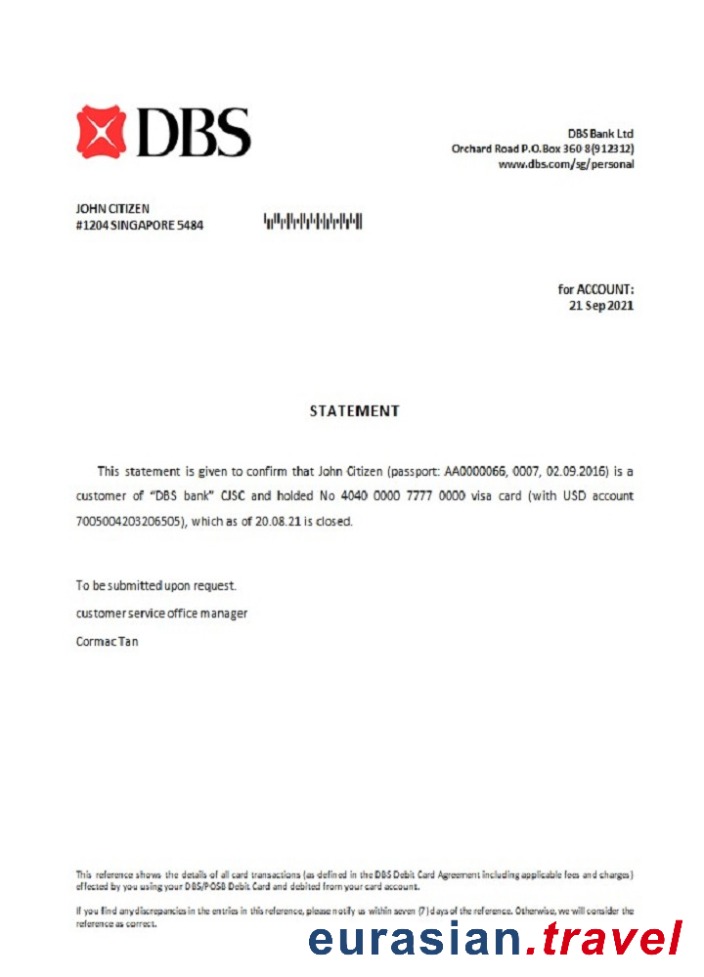 DBS
DBS Bank Ltd
Orchard Road P.O.Box 360 S(912312)
www.dbs.com/sg/personal
JOHN CITIZEN
#1204 SINGAPORE 5484
for ACCOUNT:
21 Sep 2021
STATEMENT
This statement is given to confirm that John Citizen (passport: AA0000066, 0007, 02.09.2016) is a
customer of "DBS bank" CJSC and holded No 4040 0000 7777 0000 visa card (with USD account
7005004203206505), which as of 20.08.21 is closed.
To be submitted upon request.
customer service office manager
Cormac Tan
This reference shows the details of all card transactions (as defined in the DBS Debit Card Agreement including applicable fees and charges)
effected by you using your DBS/POSB Debit Card and debited from your card account.
If you find any discrepancies in the entries in this reference, please notify us within seven (7) days of the reference. Otherwise, we will consider the
reference as correct.
eurasian.travel